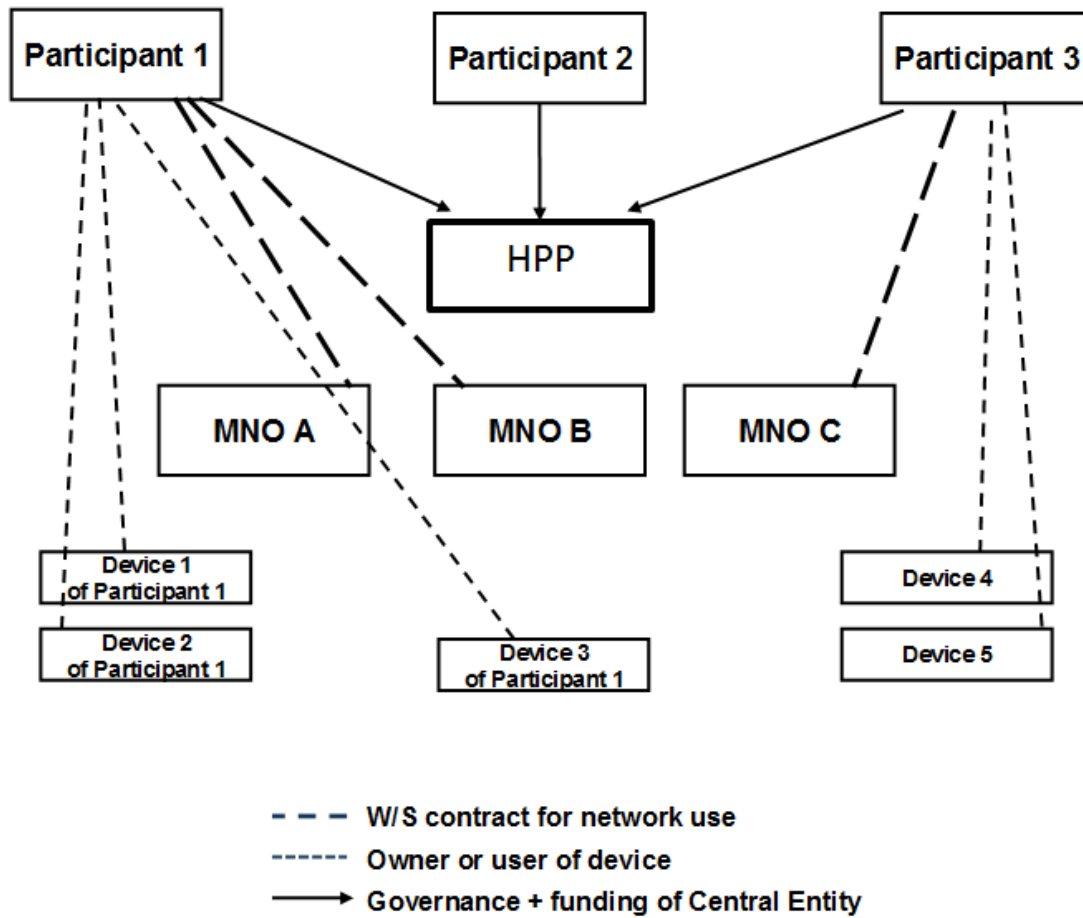 Participant 1
Participant 2
Participant 3
HPP
MNO A
MNO B
MNO C
Device 1
of Participant 1
Device 2
of Participant 1
Device 3
of Participant 1
Device 4
Device 5
W/S contract for network use
Owner or user of device
Governance + funding of Central Entity